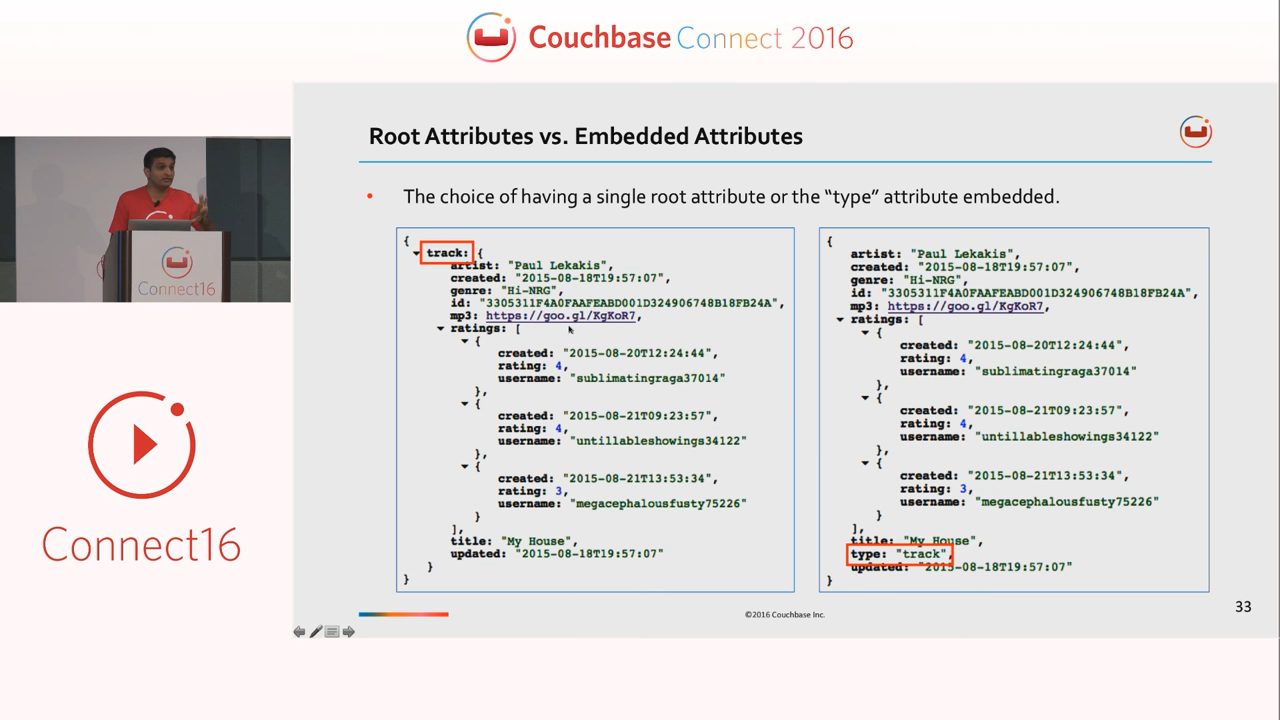 Couchbase Connect 2016
Root Attributes vs. Embedded Attributes
• The choice of having a single root attribute or the “type” attribute embedded.
{
track: {
artist: "Paul Lekakis",
created: "2015-08-18T19:57:07",
genre: "Hi-NRG",
id: "3305311F4A0FAAFEABD001D324906748B18FB24A",
mp3: https://goo.gl/KgKoR7,
ratings: [
{
created: "2015-08-20T12:24:44",
rating: 4,
username: "sublimatingraga37014"
},
{
created: "2015-08-21T09:23:57",
rating: 4,
username: "untillableshowings34122"
},
{
created: "2015-08-21T13:53:34",
rating: 3,
username: "megacephalousfusty75226"
}
],
title: "My House",
updated: "2015-08-18T19:57:07"
}
}
{
artist: "Paul Lekakis",
created: "2015-08-18T19:57:07",
genre: "Hi-NRG",
id: "3305311F4A0FAAFEABD001D324906748B18FB24A",
mp3: https://goo.gl/KgKoR7,
ratings: [
{
created: "2015-08-20T12:24:44",
rating: 4,
username: "sublimatingraga37014"
},
{
created: "2015-08-21T09:23:57",
rating: 4,
username: "untillableshowings34122"
},
{
created: "2015-08-21T13:53:34",
rating: 3,
username: "megacephalousfusty75226"
}
],
title: "My House",
type: "track",
updated: "2015-08-18T19:57:07"
}
©2016 Couchbase Inc.
33
Connect16
Connect16